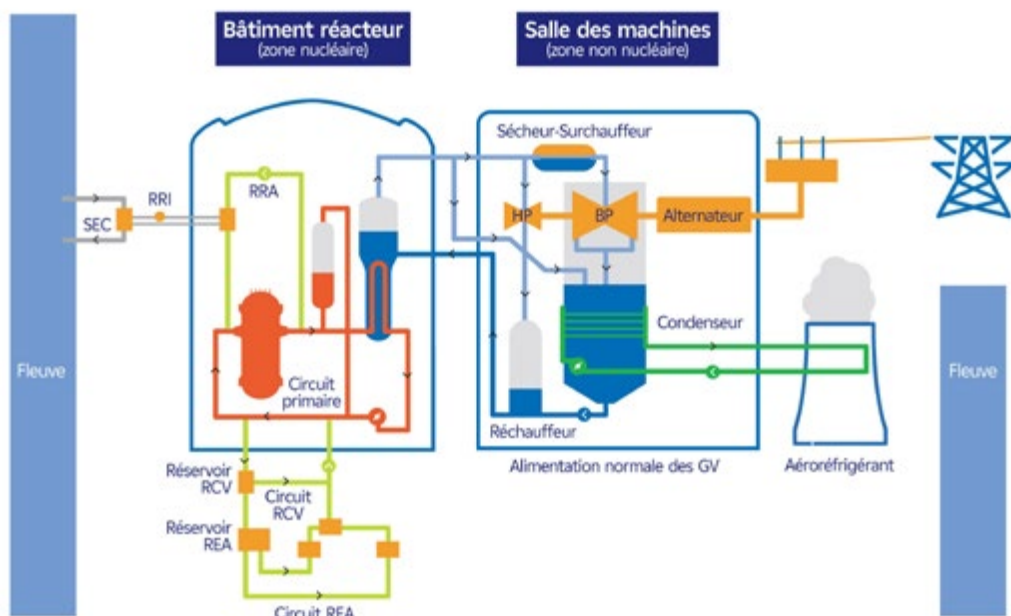 Bâtiment réacteur
(zone nucléaire)
Salle des machines
(zone non nucléaire)
Sécheur-Surchauffeur
RRI
RRA
SEC
HP
BP
Alternateur
Condenseur
Fleuve
Fleuve
Circuit
primaire
Réchauffeur
Alimentation normale des GV
Aéroréfrigérant
Réservoir
RCV
Circuit
RCV
Réservoir
REA
Circuit REA